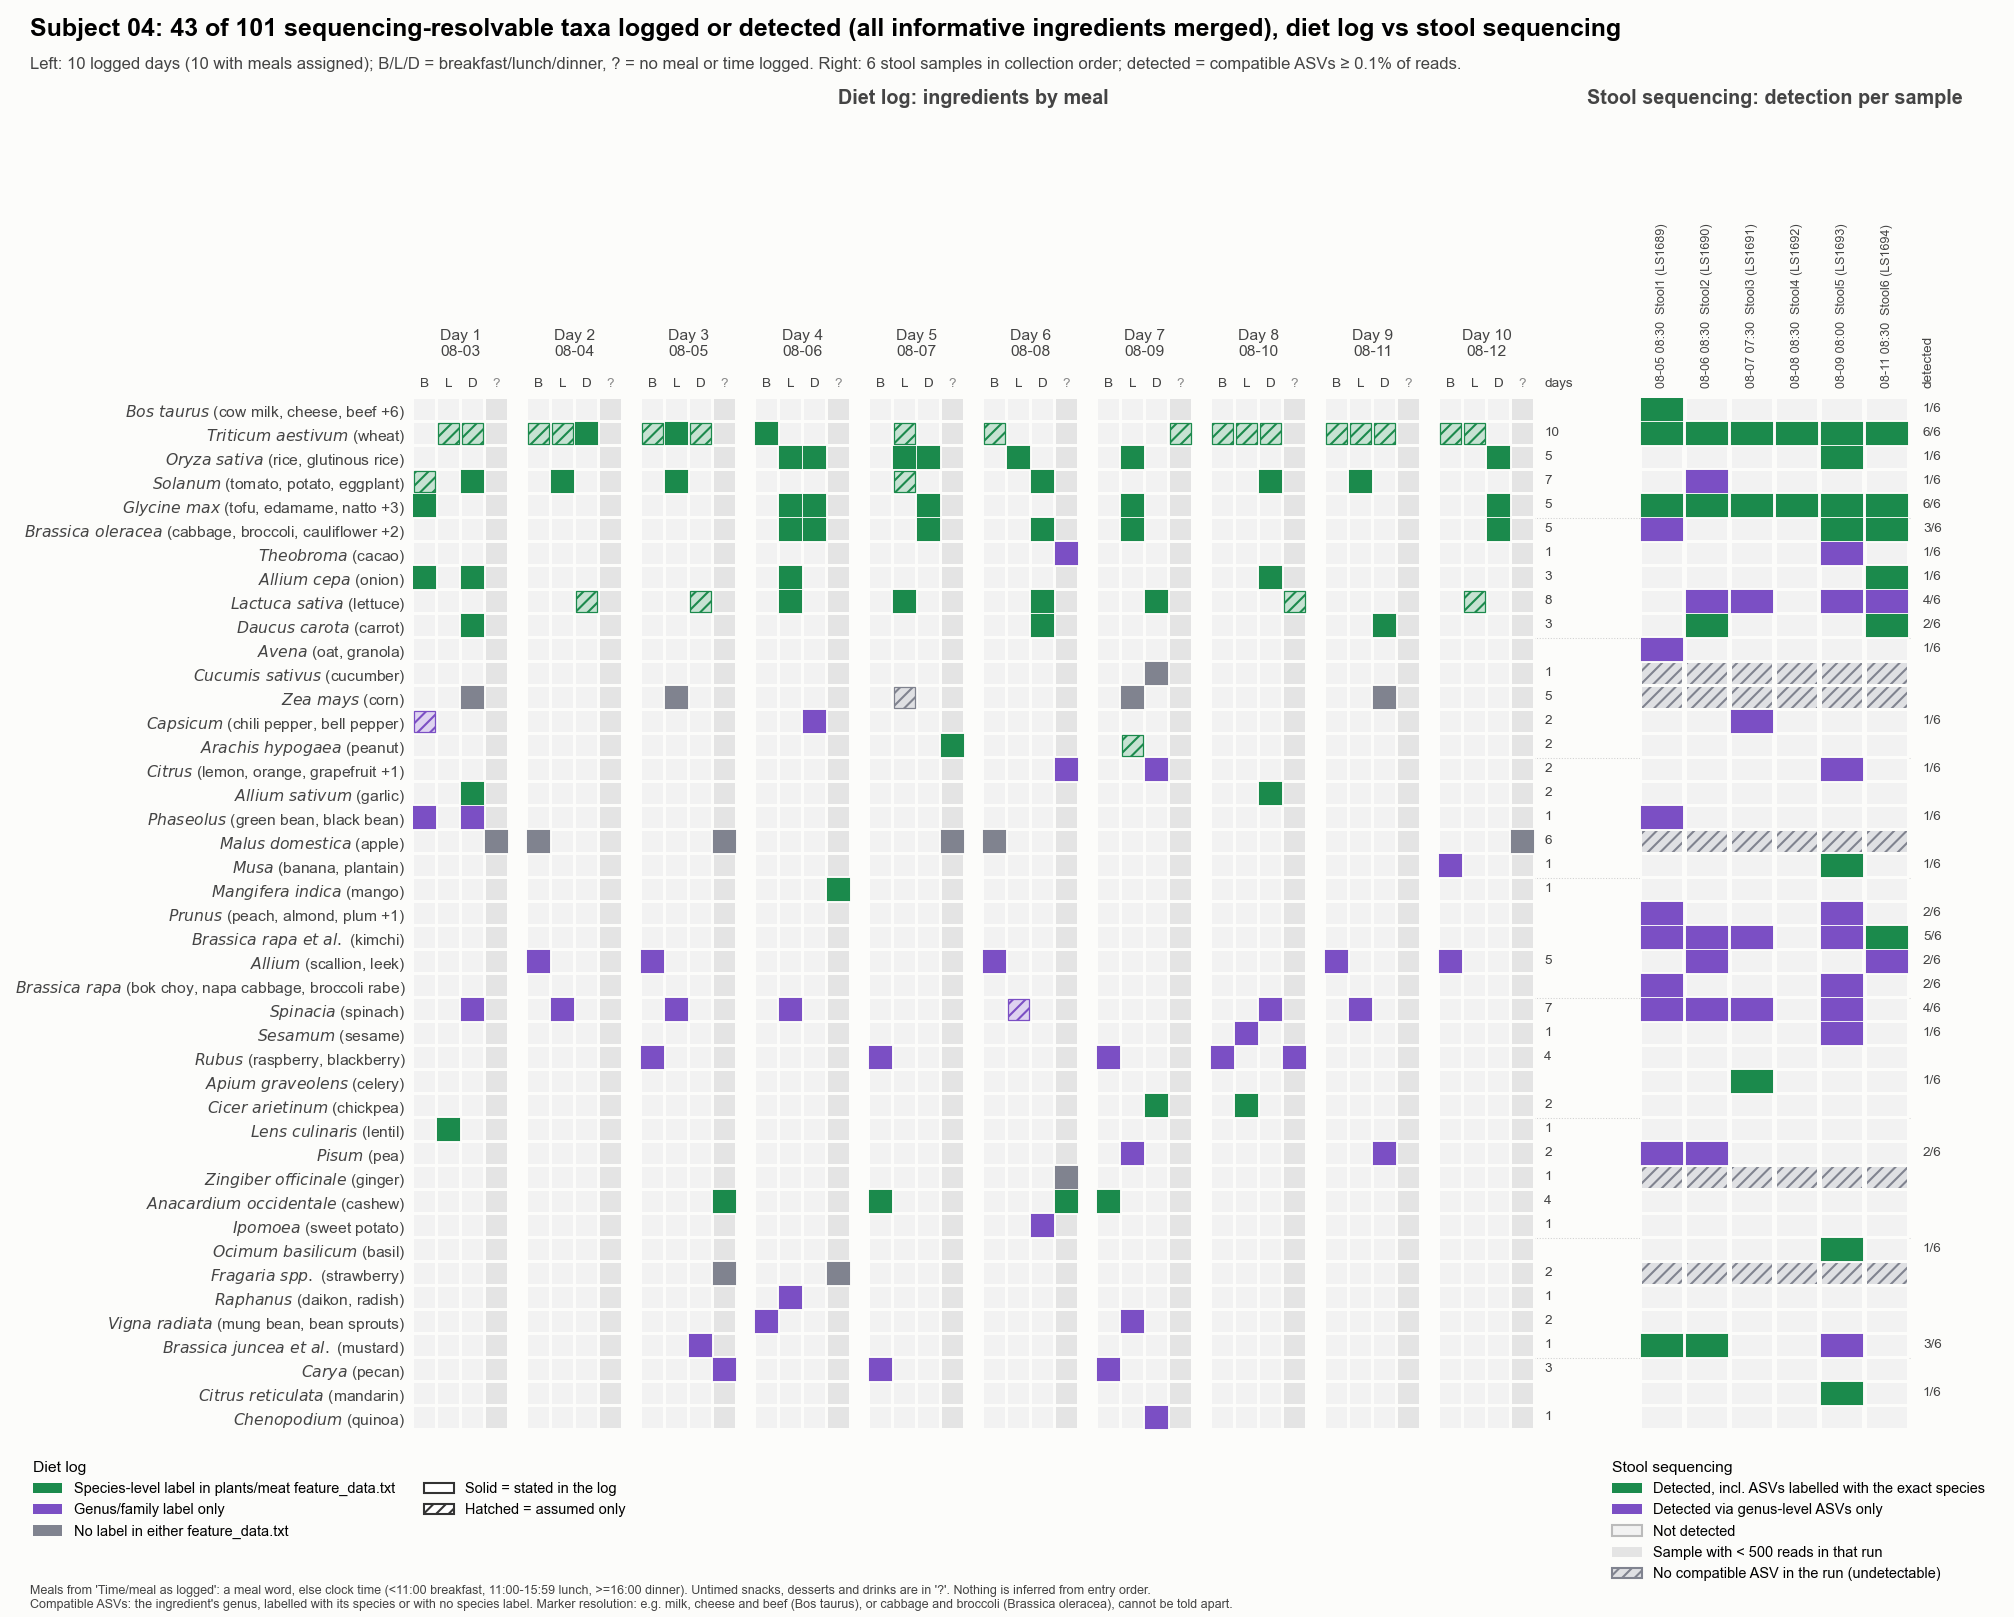 Subject 04: 43 of 101 sequencing-resolvable taxa logged or detected (all informative ingredients merged), diet log vs stool sequencing
Left: 10 logged days (10 with meals assigned); B/L/D = breakfast/lunch/dinner, ? = no meal or time logged. Right: 6 stool samples in collection order; detected = compatible ASVs ≥ 0.1% of reads.
Diet log: ingredients by meal
Stool sequencing: detection per sample
08-05 08:30 Stool1 (LS1689)
08-06 08:30 Stool2 (LS1690)
08-07 07:30 Stool3 (LS1691)
08-08 08:30 Stool4 (LS1692)
08-09 08:00 Stool5 (LS1693)
08-11 08:30 Stool6 (LS1694)
detected
Day 1 Day 2 Day 3 Day 4 Day 5 Day 6 Day 7 Day 8 Day 9 Day 10
08-03 08-04 08-05 08-06 08-07 08-08 08-09 08-10 08-11 08-12
B L D ? B L D ? B L D ? B L D ? B L D ? B L D ? B L D ? B L D ? B L D ? B L D ? days
Bos taurus (cow milk, cheese, beef +6) 1/6
Triticum aestivum (wheat) 10 6/6
Oryza sativa (rice, glutinous rice) 5 1/6
Solanum (tomato, potato, eggplant) 7 1/6
Glycine max (tofu, edamame, natto +3) 5 6/6
Brassica oleracea (cabbage, broccoli, cauliflower +2) 5 3/6
Theobroma (cacao) 1 1/6
Allium cepa (onion) 3 1/6
Lactuca sativa (lettuce) 8 4/6
Daucus carota (carrot) 3 2/6
Avena (oat, granola) 1/6
Cucumis sativus (cucumber) 1
Zea mays (corn) 5
Capsicum (chili pepper, bell pepper) 2 1/6
Arachis hypogaea (peanut) 2
Citrus (lemon, orange, grapefruit +1) 2 1/6
Allium sativum (garlic) 2
Phaseolus (green bean, black bean) 1 1/6
Malus domestica (apple) 6
Musa (banana, plantain) 1 1/6
Mangifera indica (mango) 1
Prunus (peach, almond, plum +1) 2/6
Brassica rapa et al. (kimchi) 5/6
Allium (scallion, leek) 5 2/6
Brassica rapa (bok choy, napa cabbage, broccoli rabe) 2/6
Spinacia (spinach) 7 4/6
Sesamum (sesame) 1 1/6
Rubus (raspberry, blackberry) 4
Apium graveolens (celery) 1/6
Cicer arietinum (chickpea) 2
Lens culinaris (lentil) 1
Pisum (pea) 2 2/6
Zingiber officinale (ginger) 1
Anacardium occidentale (cashew) 4
Ipomoea (sweet potato) 1
Ocimum basilicum (basil) 1/6
Fragaria spp. (strawberry) 2
Raphanus (daikon, radish) 1
Vigna radiata (mung bean, bean sprouts) 2
Brassica juncea et al. (mustard) 1 3/6
Carya (pecan) 3
Citrus reticulata (mandarin) 1/6
Chenopodium (quinoa) 1
Diet log
Species-level label in plants/meat feature_data.txt
Genus/family label only
No label in either feature_data.txt
Solid = stated in the log
Hatched = assumed only
Stool sequencing
Detected, incl. ASVs labelled with the exact species
Detected via genus-level ASVs only
Not detected
Sample with < 500 reads in that run
No compatible ASV in the run (undetectable)
Meals from 'Time/meal as logged': a meal word, else clock time (<11:00 breakfast, 11:00-15:59 lunch, >=16:00 dinner). Untimed snacks, desserts and drinks are in '?'. Nothing is inferred from entry order.
Compatible ASVs: the ingredient's genus, labelled with its species or with no species label. Marker resolution: e.g. milk, cheese and beef (Bos taurus), or cabbage and broccoli (Brassica oleracea), cannot be told apart.